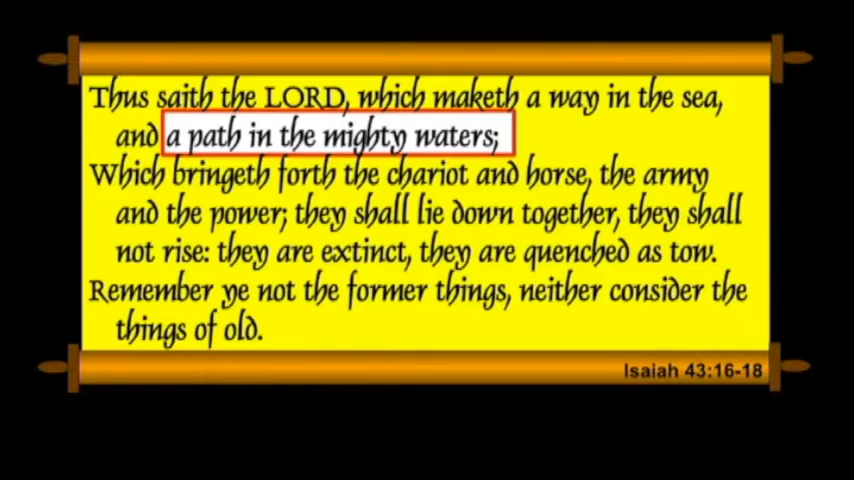 Thus saith the LORD, which maketh a way in the sea,
and a path in the mighty waters;
Which bringeth forth the chariot and horse, the army
and the power; they shall lie down together, they shall
not rise: they are extinct, they are quenched as tow.
Remember ye not the former things, neither consider the
things of old.
Isaiah 43:16-18